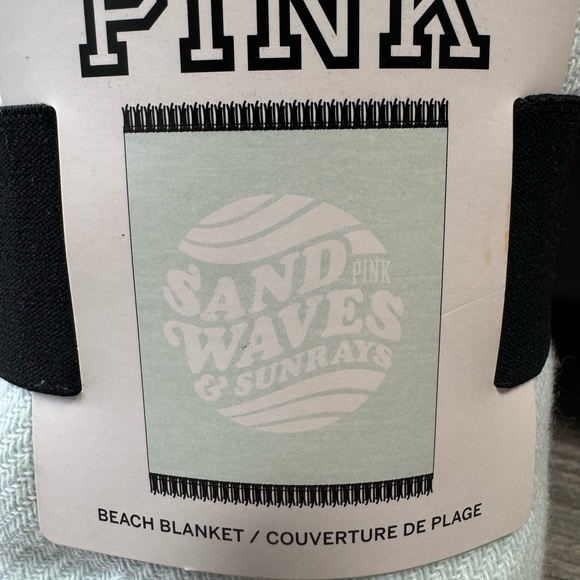 PINK
SAND
PINK
WAVES
& SUNRAYS
BEACH BLANKET / COUVERTURE DE PLAGE